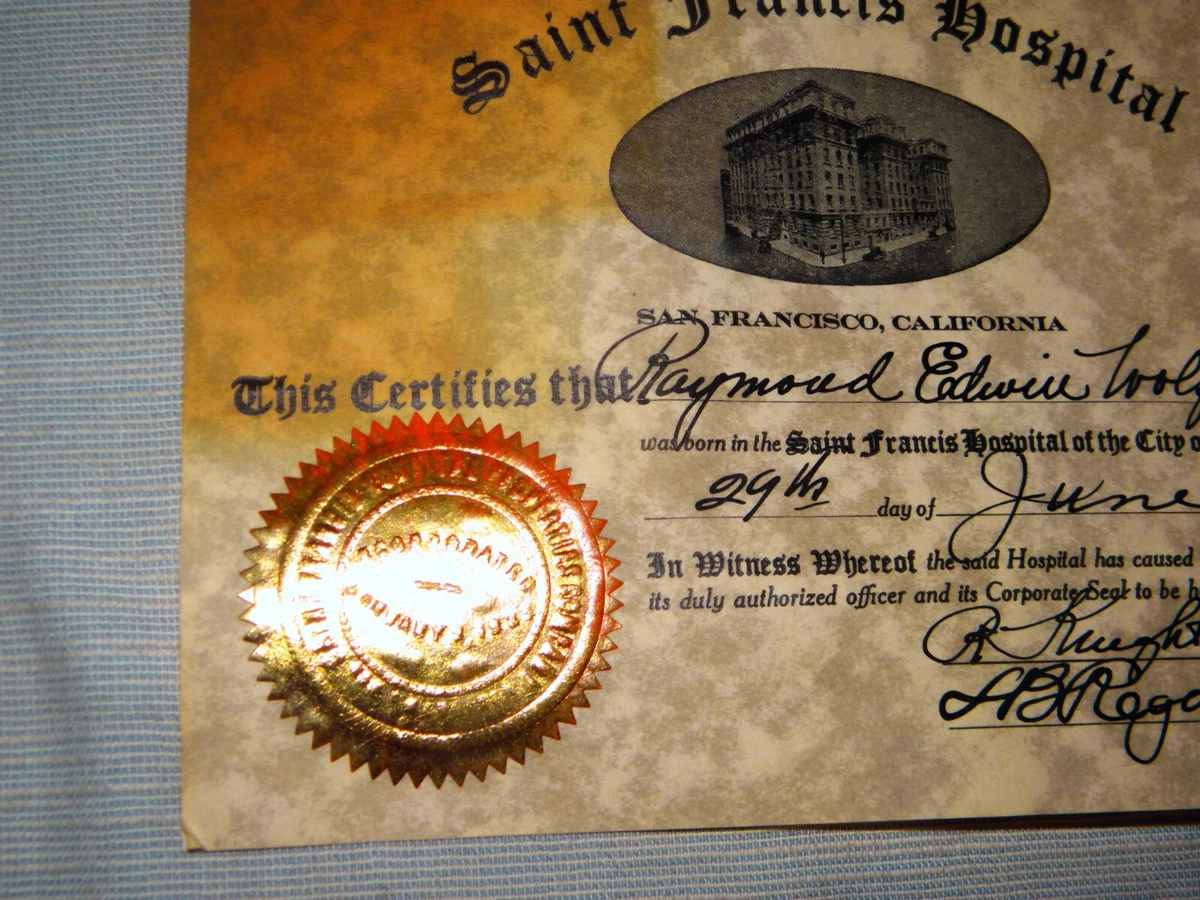 Saint Francis Hospital
SAN FRANCISCO, CALIFORNIA
This Certifies that Raymond Edwin
was born in the Saint Francis Hospital of the City
29th day of June
In Witness Whereof the said Hospital has caused
its duly authorized officer and its Corporate Seal to be